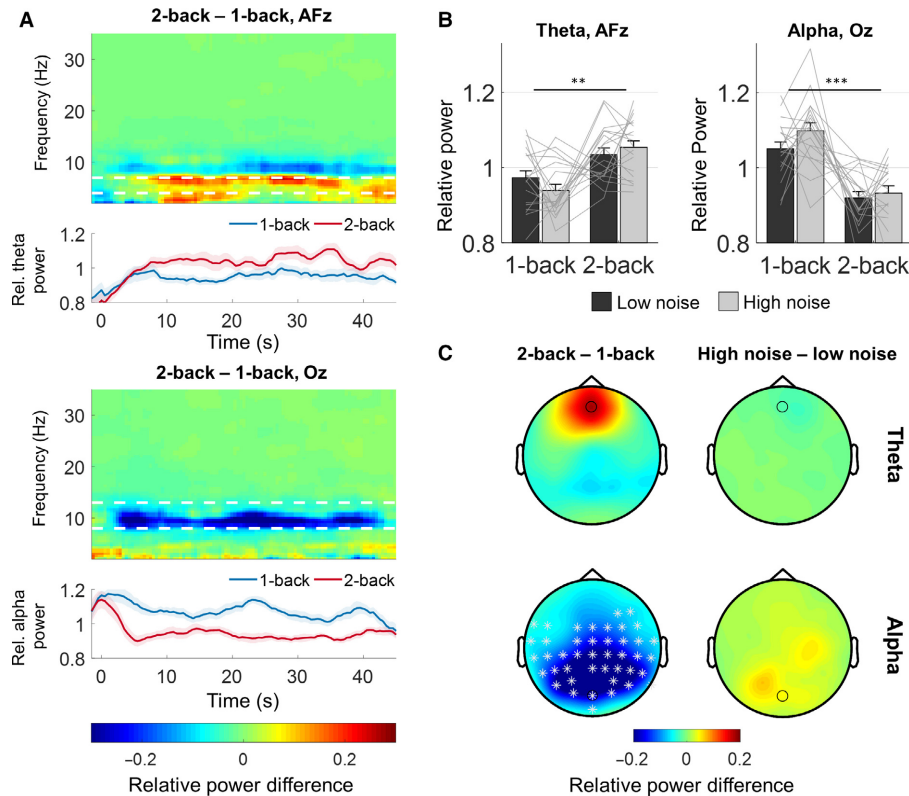 A
2-back – 1-back, AFz
Frequency (Hz)
30
20
10
1-back 2-back
Rel. theta
power
1.2
1
0.8
0 10 20 30 40
Time (s)
2-back – 1-back, Oz
Frequency (Hz)
30
20
10
1-back 2-back
Rel. alpha
power
1.2
1
0.8
0 10 20 30 40
Time (s)
−0.2 0 0.2
Relative power difference
B
Theta, AFz
Relative power
1.2
1
0.8
**
1-back 2-back
Alpha, Oz
Relative Power
1.2
1
0.8
***
1-back 2-back
Low noise High noise
C
2-back – 1-back High noise – low noise
Theta
Alpha
−0.2 0 0.2
Relative power difference